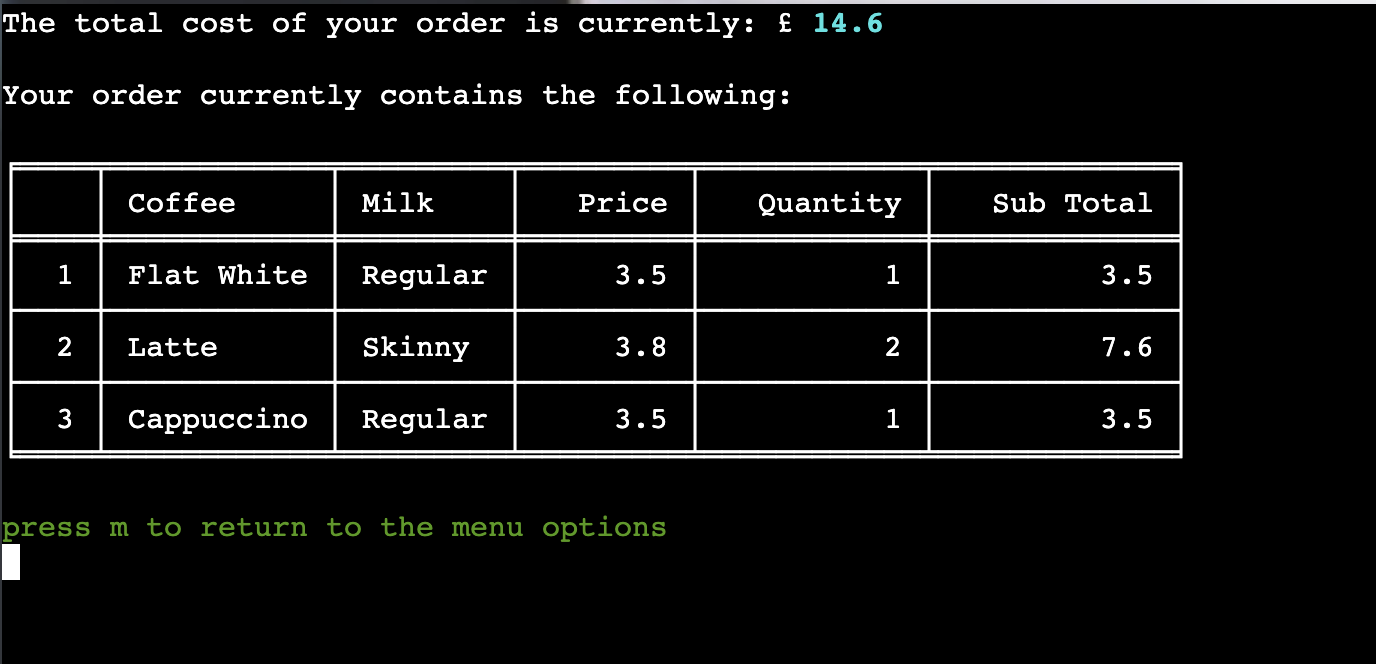 The total cost of your order is currently: £ 14.6
Your order currently contains the following:
Coffee Milk Price Quantity Sub Total
1 Flat White Regular 3.5 1 3.5
2 Latte Skinny 3.8 2 7.6
3 Cappuccino Regular 3.5 1 3.5
press m to return to the menu options